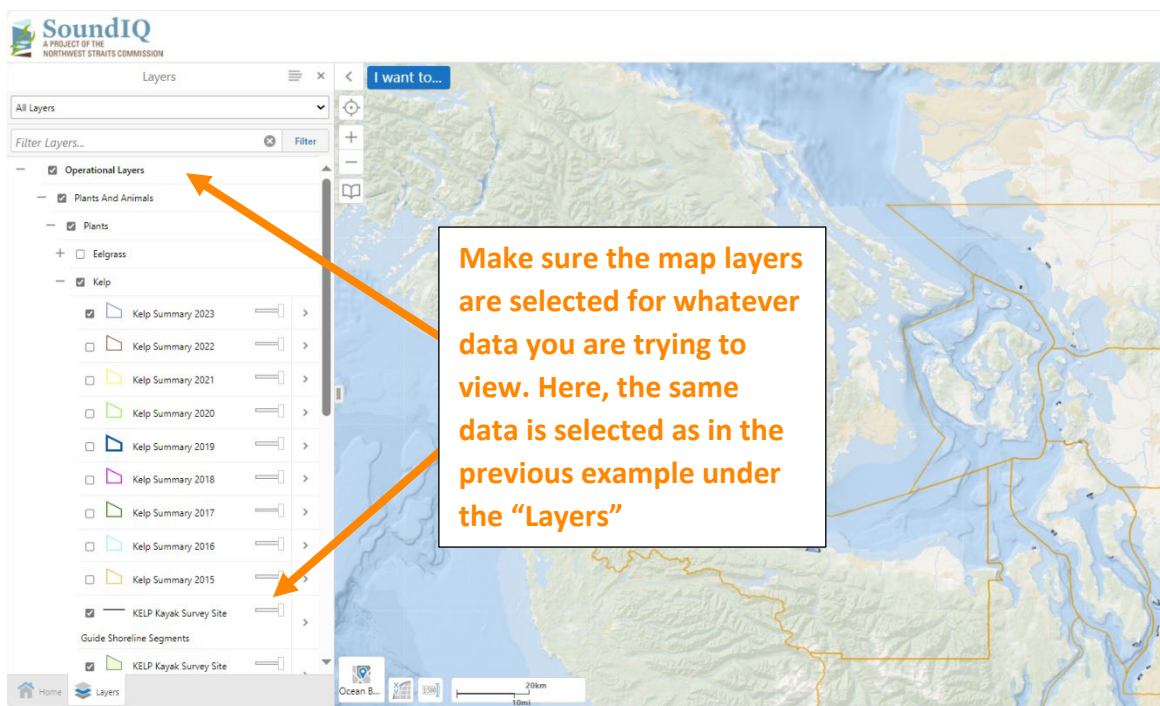 SoundIQ
A PROJECT OF THE
NORTHWEST STRAITS COMMISSION
Layers
I want to...
All Layers
Filter Layers...
Filter
Operational Layers
Plants And Animals
Plants
Eelgrass
Kelp
Kelp Summary 2023
Kelp Summary 2022
Kelp Summary 2021
Kelp Summary 2020
Kelp Summary 2019
Kelp Summary 2018
Kelp Summary 2017
Kelp Summary 2016
Kelp Summary 2015
KELP Kayak Survey Site
Guide Shoreline Segments
KELP Kayak Survey Site
Make sure the map layers
are selected for whatever
data you are trying to
view. Here, the same
data is selected as in the
previous example under
the “Layers”
Home
Layers
Ocean B...
20km
10mi